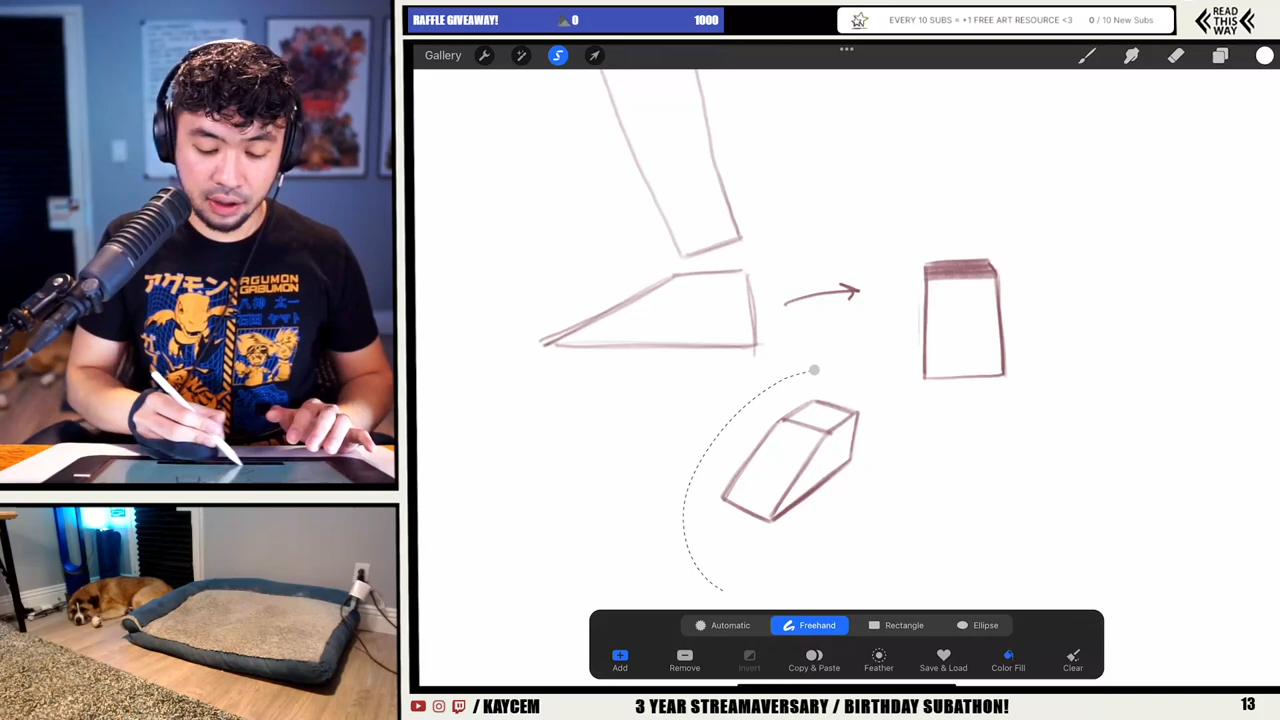 RAFFLE GIVEAWAY!
0
1000
EVERY 10 SUBS = +1 FREE ART RESOURCE <3
0 / 10 New Subs
READ
THIS
WAY
Gallery
アグモン
AGUMON
GABUMON
Automatic
Freehand
Rectangle
Ellipse
Add
Remove
Invert
Copy & Paste
Feather
Save & Load
Color Fill
Clear
/ KAYCEM
3 YEAR STREAMAVERSARY / BIRTHDAY SUBATHON!
13